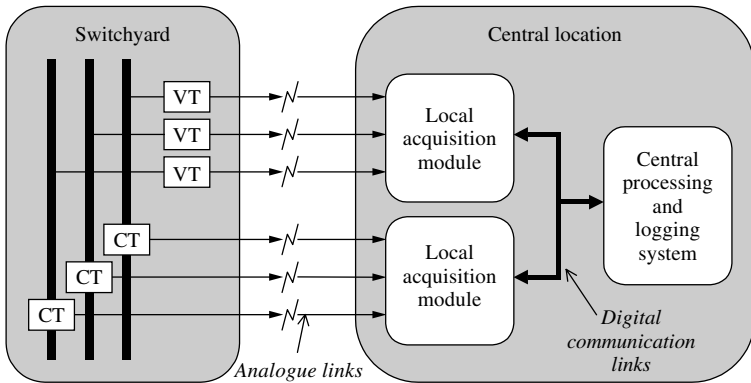 Switchyard
Central location
VT
VT
VT
CT
CT
CT
Local
acquisition
module
Local
acquisition
module
Central
processing
and
logging
system
Analogue links
Digital
communication
links